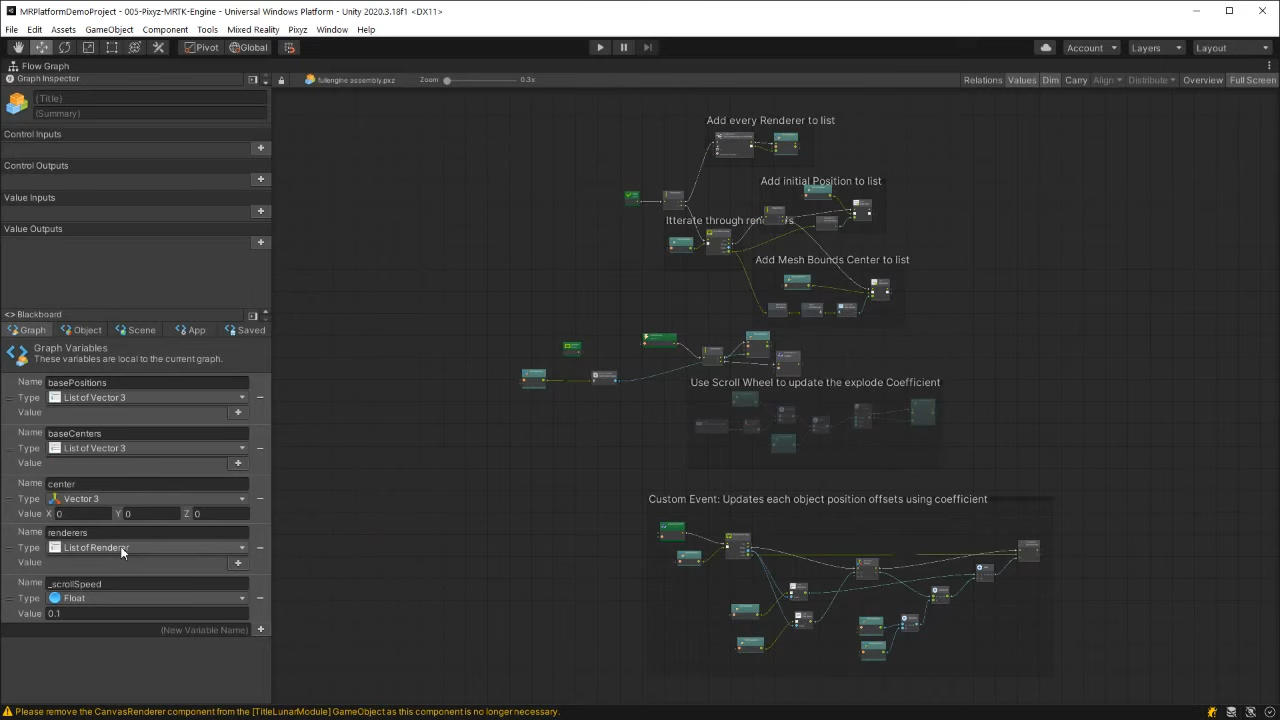 MRPlatformDemoProject - 005-Pixyz-MRTK-Engine - Universal Windows Platform - Unity 2020.3.18f1 <DX11>
File Edit Assets GameObject Component Tools Mixed Reality Pixyz Window Help
Pivot Global Account Layers Layout
Flow Graph
Graph Inspector
fullengine assembly.pxz Zoom 0.3x Relations Values Dim Carry Align Distribute Overview Full Screen
(Title)
(Summary)
Control Inputs
Control Outputs
Value Inputs
Value Outputs
<> Blackboard
Graph Object Scene App Saved
Graph Variables
These variables are local to the current graph.
Name basePositions
Type List of Vector 3
Value
Name baseCenters
Type List of Vector 3
Value
Name center
Type Vector 3
Value X 0 Y 0 Z 0
Name renderers
Type List of Renderer
Value
Name _scrollSpeed
Type Float
Value 0.1
(New Variable Name)
Add every Renderer to list
Add initial Position to list
Itterate through renderers
Add Mesh Bounds Center to list
Use Scroll Wheel to update the explode Coefficient
Custom Event: Updates each object position offsets using coefficient
Please remove the CanvasRenderer component from the [TitleLunarModule] GameObject as this component is no longer necessary.